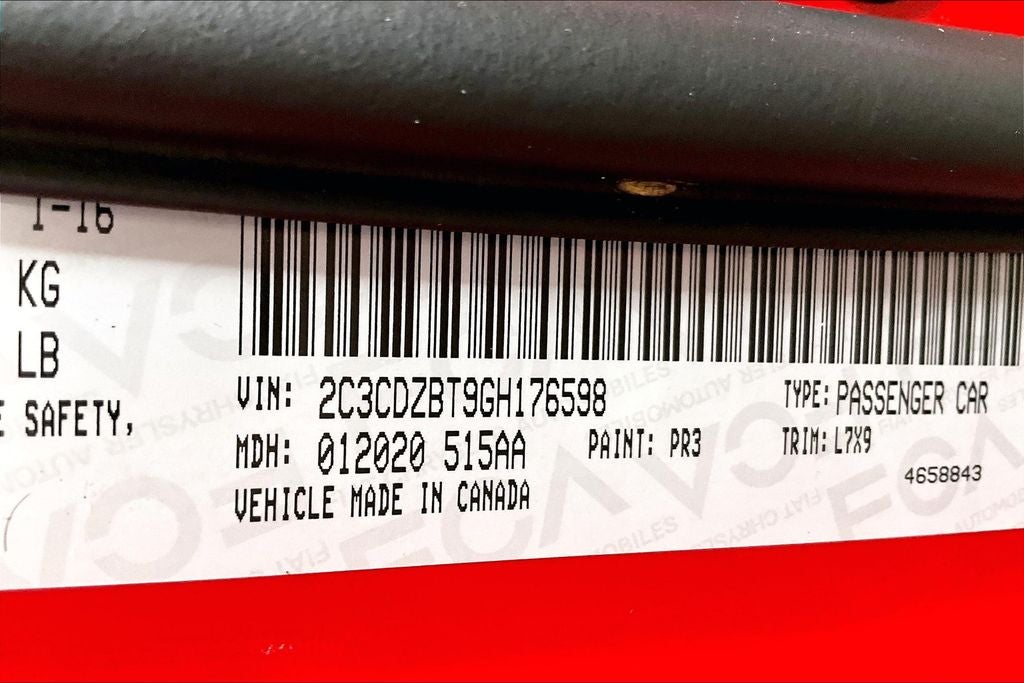 1-16
KG
LB
E SAFETY,
VIN: 2C3CDZBT9GH176598
TYPE: PASSENGER CAR
MDH: 012020 515AA
PAINT: PR3
TRIM: L7X9
VEHICLE MADE IN CANADA
4658843